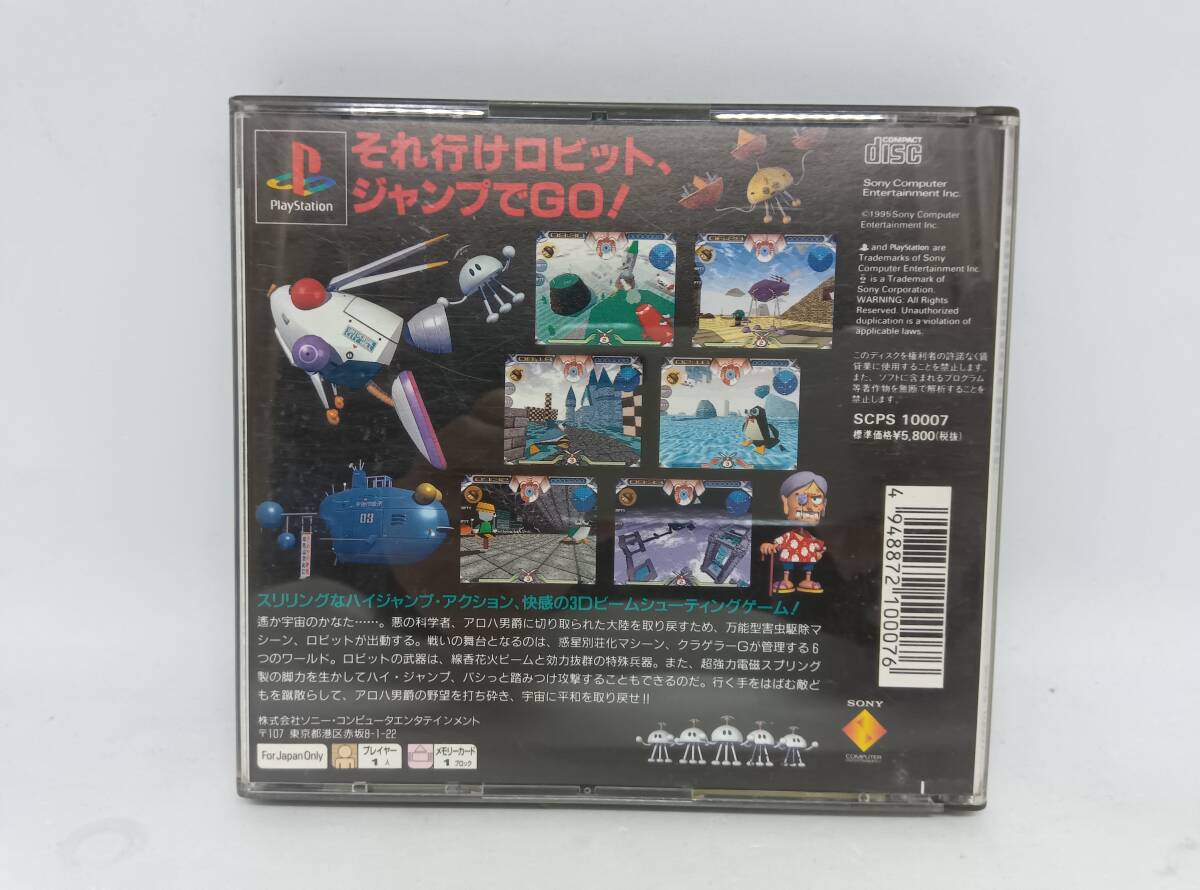 PlayStation
それ行けロビット、
ジャンプでGO!
COMPACT
disc
Sony Computer
Entertainment Inc.
©1995 Sony Computer
Entertainment Inc.
and PlayStation are
Trademarks of Sony
Computer Entertainment Inc.
is a Trademark of
Sony Corporation.
WARNING: All Rights
Reserved. Unauthorized
duplication is a violation of
applicable laws.
このディスクを権利者の許諾なく賃
貸業に使用することを禁止します。
また、ソフトに含まれるプログラム
等著作物を無断で解析することを
禁止します。
SCPS 10007
標準価格¥5,800(税抜)
03
4948872100076
スリリングなハイジャンプ・アクション、快感の3Dビームシューティングゲーム!
遙か宇宙のかなた……。悪の科学者、アロハ男爵に切り取られた大陸を取り戻すため、万能型害虫駆除マ
シーン、ロビットが出動する。戦いの舞台となるのは、惑星別荘化マシーン、クラゲラーGが管理する6
つのワールド。ロビットの武器は、線香花火ビームと効力抜群の特殊兵器。また、超強力電磁スプリング
製の脚力を生かしてハイ・ジャンプ、バシっと踏みつけ攻撃することもできるのだ。行く手をはばむ敵ど
もを蹴散らして、アロハ男爵の野望を打ち砕き、宇宙に平和を取り戻せ!!
株式会社ソニー・コンピュータエンタテインメント
〒107 東京都港区赤坂8-1-22
For Japan Only
プレイヤー
1人
メモリーカード
1ブロック
SONY
COMPUTER
ENTERTAINMENT